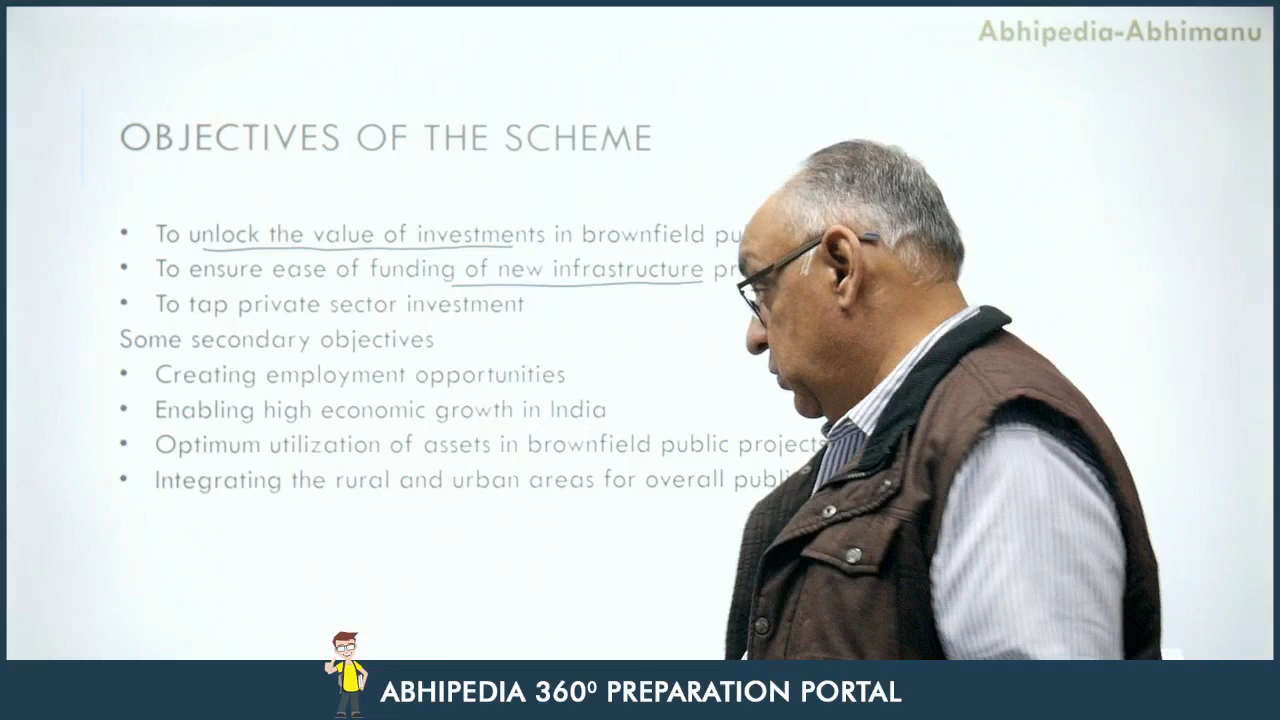 Abhipedia-Abhimanu
OBJECTIVES OF THE SCHEME
• To unlock the value of investments in brownfield
• To ensure ease of funding of new infrastructure
• To tap private sector investment
Some secondary objectives
• Creating employment opportunities
• Enabling high economic growth in India
• Optimum utilization of assets in brownfield public projects
• Integrating the rural and urban areas for overall
ABHIPEDIA 360⁰ PREPARATION PORTAL